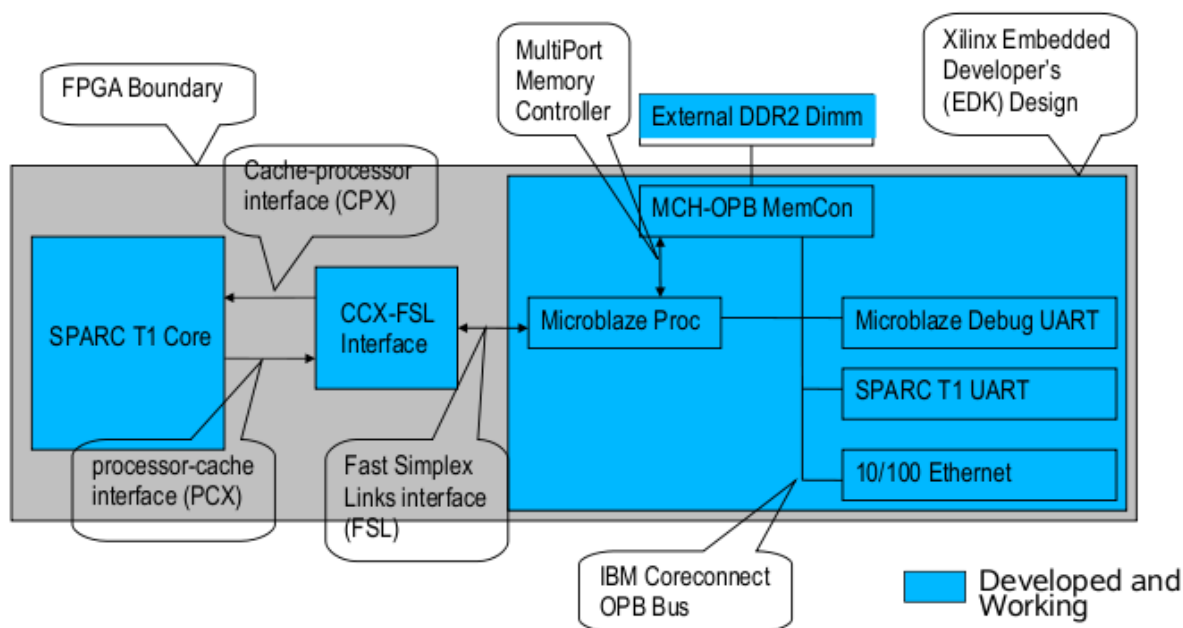 FPGA Boundary
MultiPort
Memory
Controller
Xilinx Embedded
Developer's
(EDK) Design
External DDR2 Dimm
Cache-processor
interface (CPX)
MCH-OPB MemCon
SPARC T1 Core
CCX-FSL
Interface
Microblaze Proc
Microblaze Debug UART
SPARC T1 UART
10/100 Ethernet
processor-cache
interface (PCX)
Fast Simplex
Links interface
(FSL)
IBM Coreconnect
OPB Bus
Developed and
Working